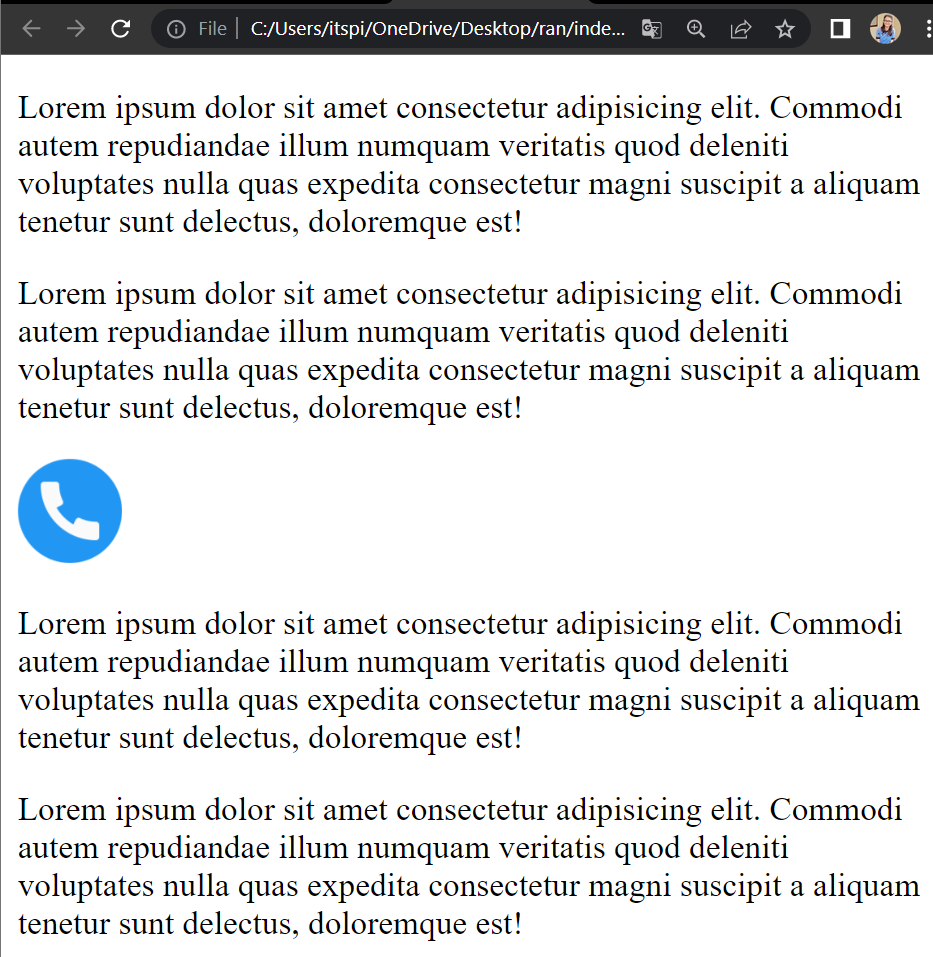 File
C:/Users/itspi/OneDrive/Desktop/ran/inde...
Lorem ipsum dolor sit amet consectetur adipisicing elit. Commodi
autem repudiandae illum numquam veritatis quod deleniti
voluptates nulla quas expedita consectetur magni suscipit a aliquam
tenetur sunt delectus, doloremque est!
Lorem ipsum dolor sit amet consectetur adipisicing elit. Commodi
autem repudiandae illum numquam veritatis quod deleniti
voluptates nulla quas expedita consectetur magni suscipit a aliquam
tenetur sunt delectus, doloremque est!
Lorem ipsum dolor sit amet consectetur adipisicing elit. Commodi
autem repudiandae illum numquam veritatis quod deleniti
voluptates nulla quas expedita consectetur magni suscipit a aliquam
tenetur sunt delectus, doloremque est!
Lorem ipsum dolor sit amet consectetur adipisicing elit. Commodi
autem repudiandae illum numquam veritatis quod deleniti
voluptates nulla quas expedita consectetur magni suscipit a aliquam
tenetur sunt delectus, doloremque est!